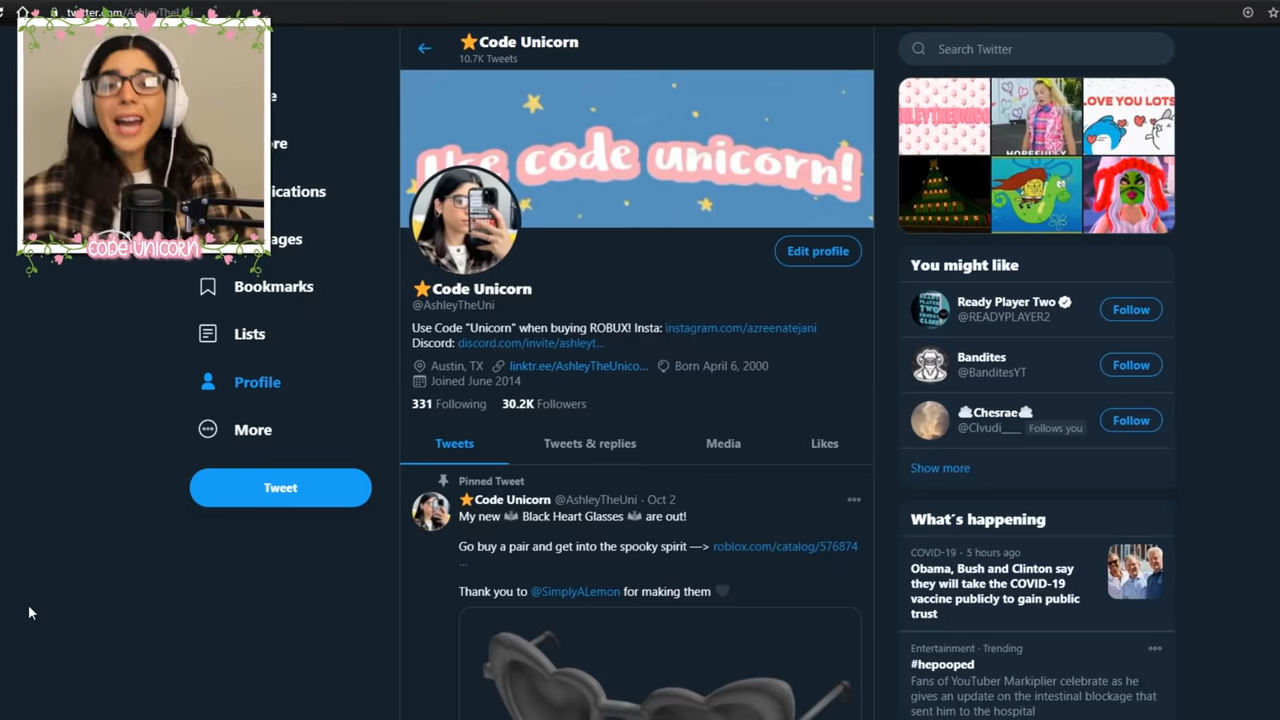 twitter.com/AshleyTheUni
CODE UNICORN
Bookmarks
Lists
Profile
More
Tweet
⭐Code Unicorn
10.7K Tweets
Use code unicorn!
Edit profile
⭐Code Unicorn
@AshleyTheUni
Use Code "Unicorn" when buying ROBUX! Insta: instagram.com/azreenatejani
Discord: discord.com/invite/ashleyt...
Austin, TX linktr.ee/AshleyTheUnico... Born April 6, 2000
Joined June 2014
331 Following 30.2K Followers
Tweets Tweets & replies Media Likes
Pinned Tweet
⭐Code Unicorn @AshleyTheUni · Oct 2
My new 🦇 Black Heart Glasses 🦇 are out!
Go buy a pair and get into the spooky spirit —> roblox.com/catalog/576874
...
Thank you to @SimplyALemon for making them 🖤
Search Twitter
LOVE YOU LOTS
HOPEFULLY
You might like
Ready Player Two
@READYPLAYER2
Follow
Bandites
@BanditesYT
Follow
☁Chesrae☁
@Clvudi____ Follows you
Follow
Show more
What´s happening
COVID-19 · 5 hours ago
Obama, Bush and Clinton say
they will take the COVID-19
vaccine publicly to gain public
trust
Entertainment · Trending
#hepooped
Fans of YouTuber Markiplier celebrate as he
gives an update on the intestinal blockage that
sent him to the hospital